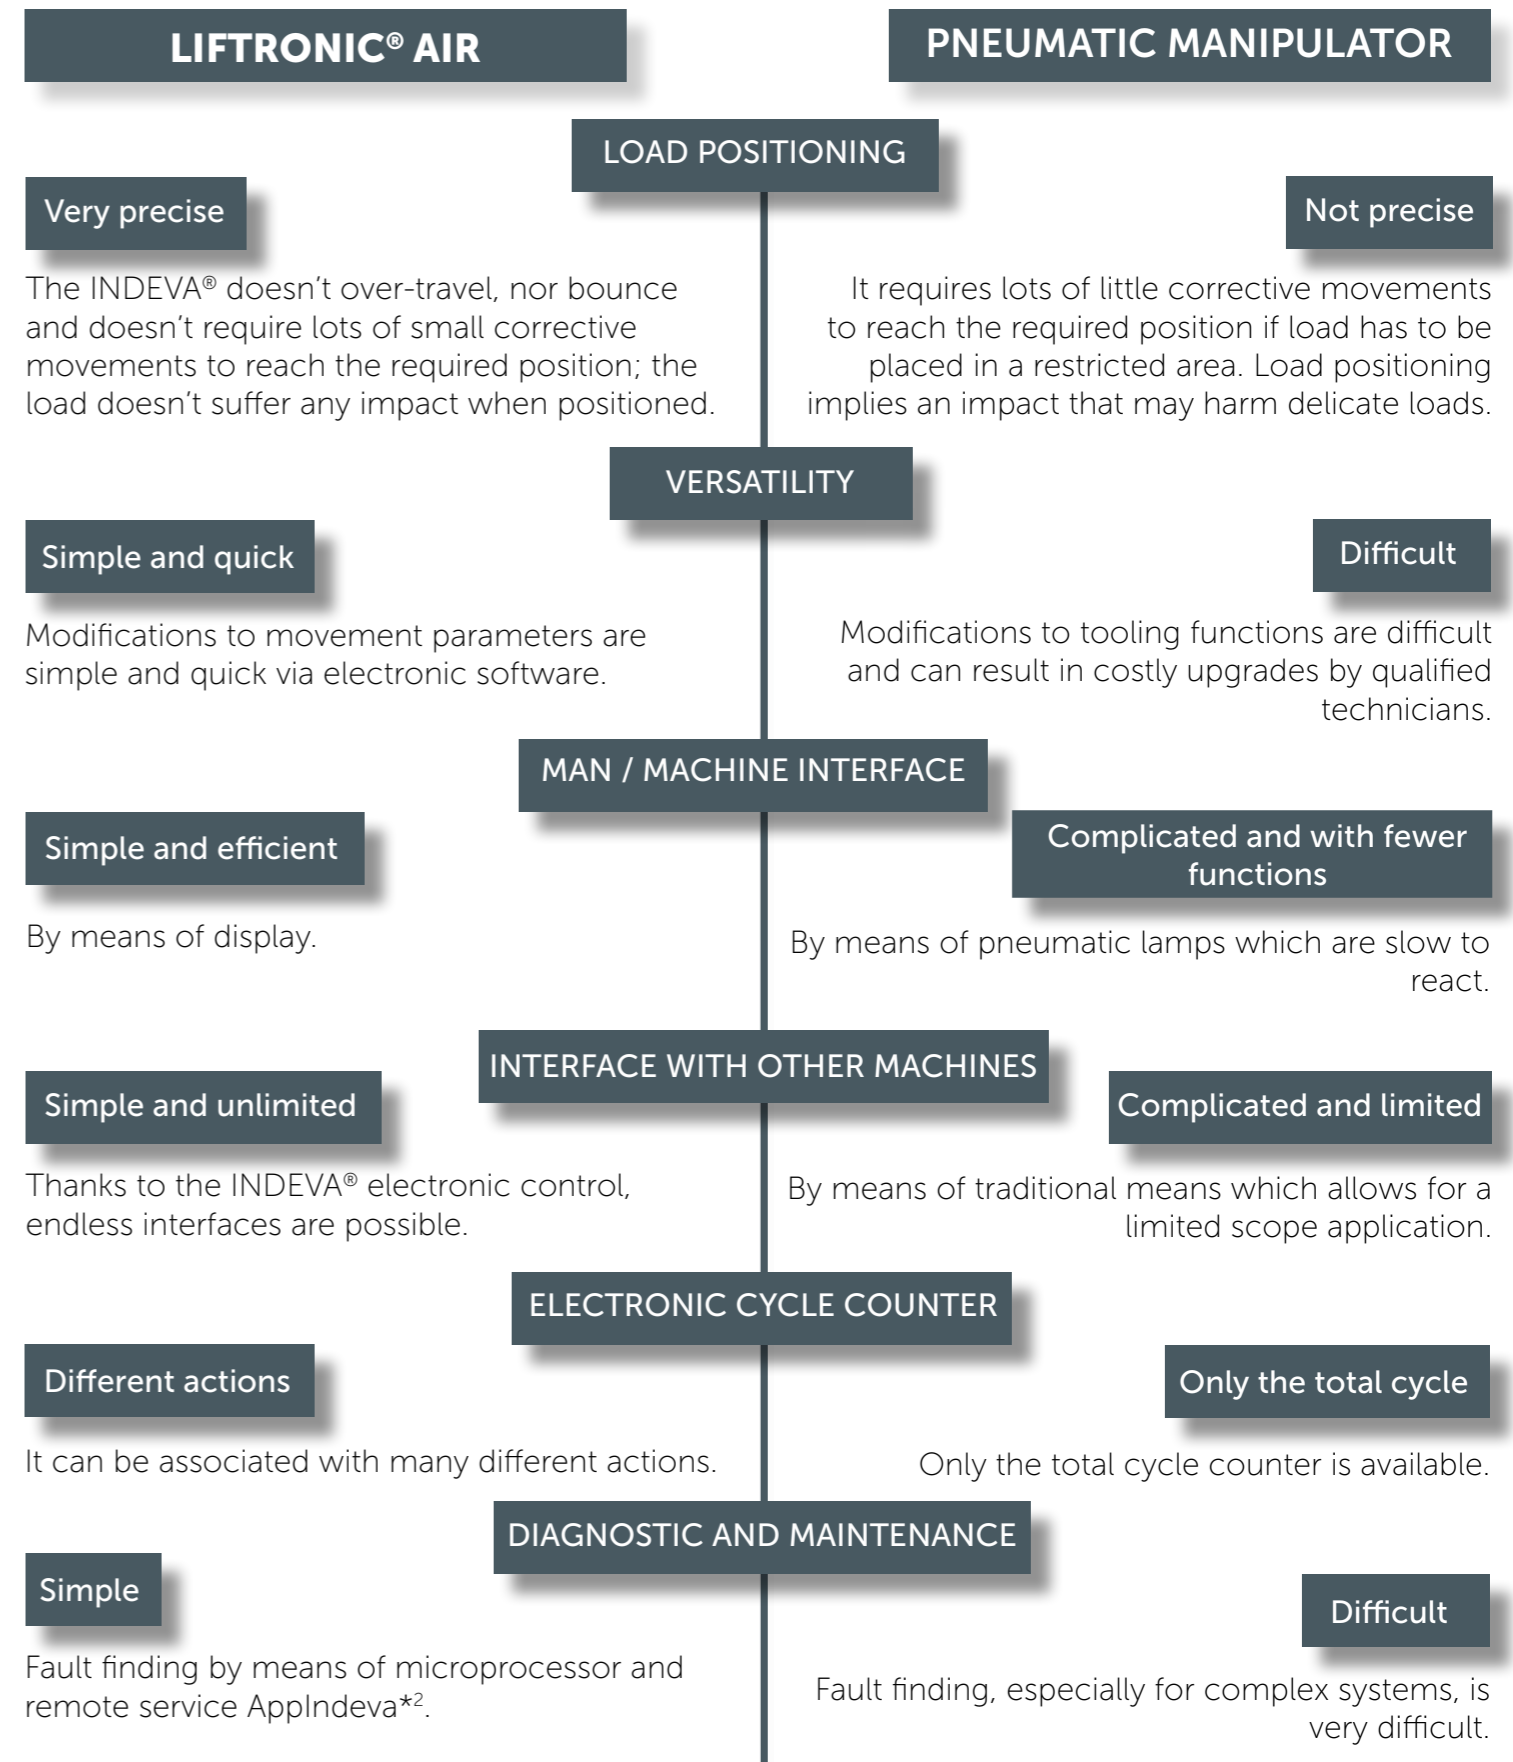 LIFTRONIC® AIR
PNEUMATIC MANIPULATOR
LOAD POSITIONING
Very precise
The INDEVA® doesn't over-travel, nor bounce
and doesn't require lots of small corrective
movements to reach the required position; the
load doesn't suffer any impact when positioned.
Not precise
It requires lots of little corrective movements
to reach the required position if load has to be
placed in a restricted area. Load positioning
implies an impact that may harm delicate loads.
VERSATILITY
Simple and quick
Modifications to movement parameters are
simple and quick via electronic software.
Difficult
Modifications to tooling functions are difficult
and can result in costly upgrades by qualified
technicians.
MAN / MACHINE INTERFACE
Simple and efficient
By means of display.
Complicated and with fewer
functions
By means of pneumatic lamps which are slow to
react.
INTERFACE WITH OTHER MACHINES
Simple and unlimited
Thanks to the INDEVA® electronic control,
endless interfaces are possible.
Complicated and limited
By means of traditional means which allows for a
limited scope application.
ELECTRONIC CYCLE COUNTER
Different actions
It can be associated with many different actions.
Only the total cycle
Only the total cycle counter is available.
DIAGNOSTIC AND MAINTENANCE
Simple
Fault finding by means of microprocessor and
remote service AppIndeva*².
Difficult
Fault finding, especially for complex systems, is
very difficult.